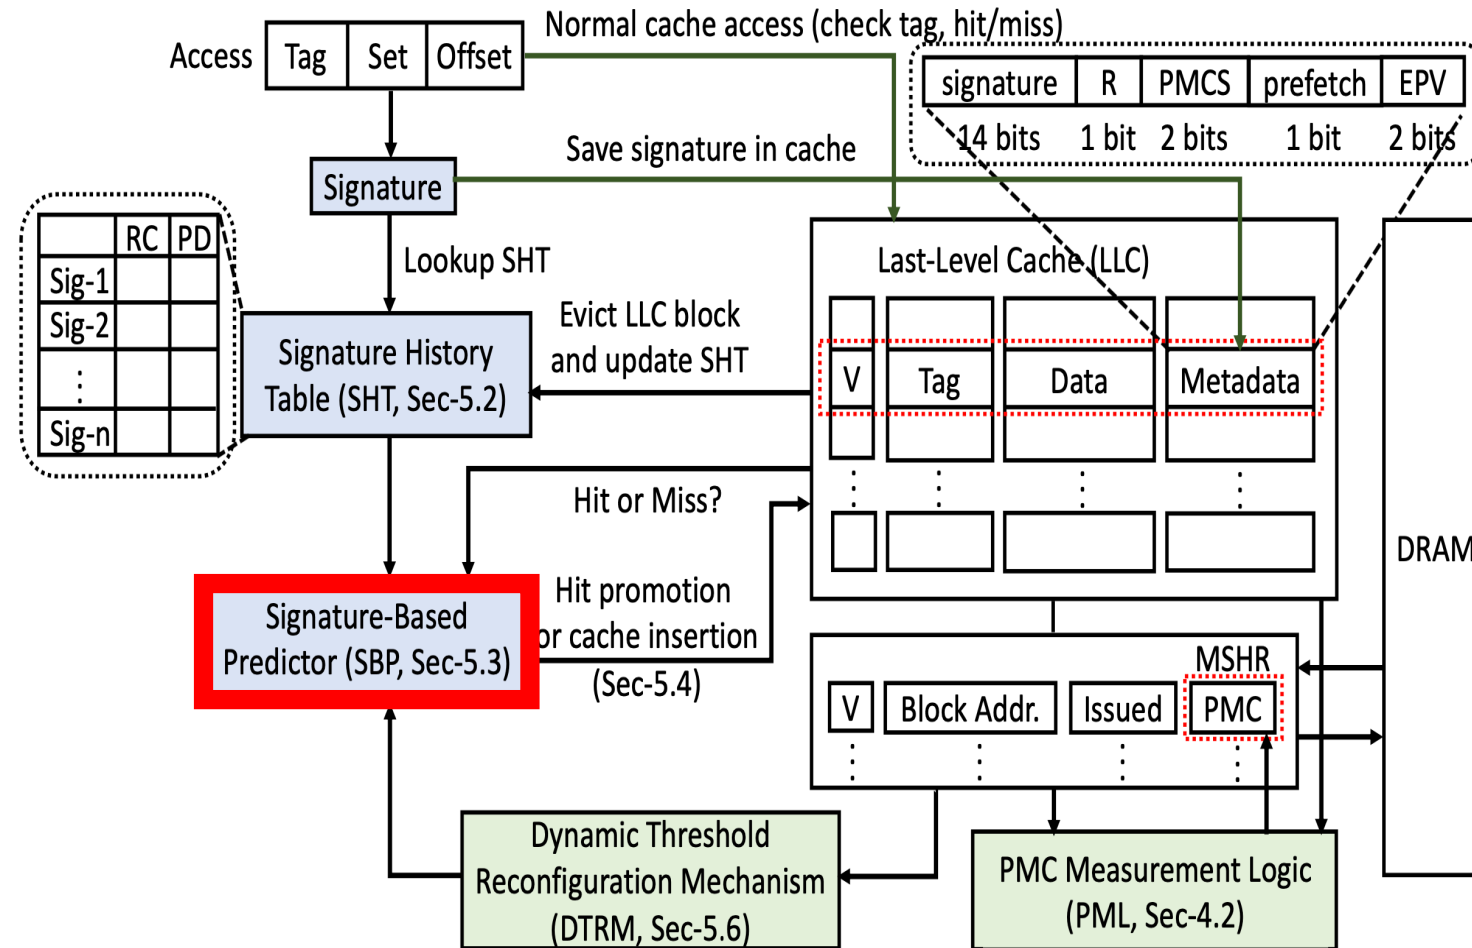 Normal cache access (check tag, hit/miss)
Access
Tag
Set
Offset
signature
R
PMCS
prefetch
EPV
14 bits
1 bit
2 bits
1 bit
2 bits
Save signature in cache
Signature
RC
PD
Sig-1
Sig-2
⋮
Sig-n
Lookup SHT
Last-Level Cache (LLC)
Evict LLC block
and update SHT
Signature History
Table (SHT, Sec-5.2)
V
Tag
Data
Metadata
Hit or Miss?
DRAM
Signature-Based
Predictor (SBP, Sec-5.3)
Hit promotion
or cache insertion
(Sec-5.4)
MSHR
V
Block Addr.
Issued
PMC
Dynamic Threshold
Reconfiguration Mechanism
(DTRM, Sec-5.6)
PMC Measurement Logic
(PML, Sec-4.2)